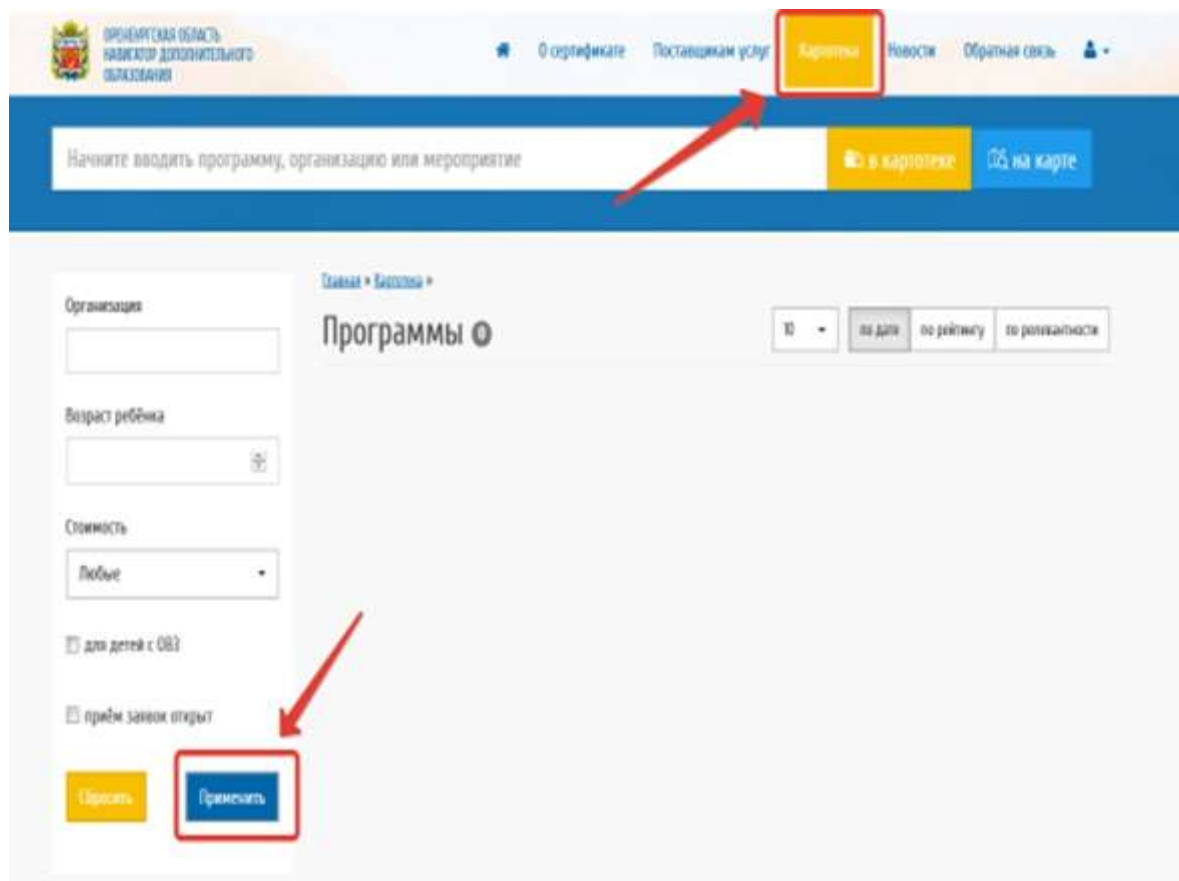 ОРЕНБУРГСКАЯ ОБЛАСТЬ
НАВИГАТОР ДОПОЛНИТЕЛЬНОГО
ОБРАЗОВАНИЯ
О сертификате Поставщикам услуг Картотека Новости Обратная связь
Начните вводить программу, организацию или мероприятие
в картотеке на карте
Главная » Картотека »
Организация
Программы 0
10 по дате по рейтингу по релевантности
Возраст ребёнка
Стоимость
Любые
для детей с ОВЗ
приём заявок открыт
Сбросить Применить